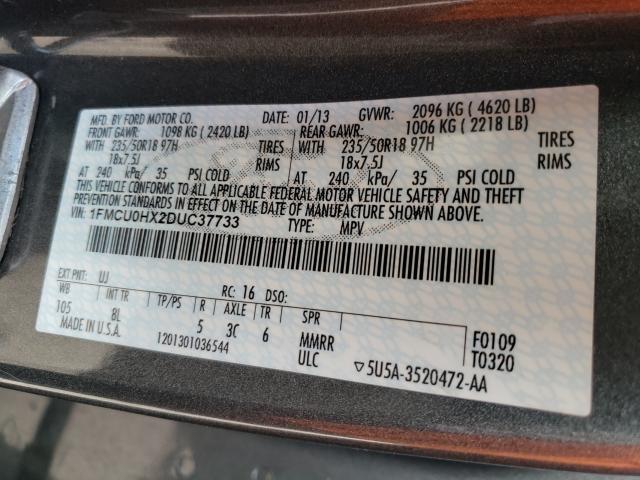 MFD. BY FORD MOTOR CO. 01/13 GVWR: 2096 KG ( 4620 LB)
FRONT GAWR: 1098 KG ( 2420 LB) REAR GAWR: 1006 KG ( 2218 LB)
WITH 235/50R18 97H TIRES WITH 235/50R18 97H TIRES
18x7.5J RIMS 18x7.5J RIMS
AT 240 kPa/ 35 PSI COLD AT 240 kPa/ 35 PSI COLD
THIS VEHICLE CONFORMS TO ALL APPLICABLE FEDERAL MOTOR VEHICLE SAFETY AND THEFT
PREVENTION STANDARDS IN EFFECT ON THE DATE OF MANUFACTURE SHOWN ABOVE.
VIN: 1FMCU0HX2DUC37733 TYPE: MPV
EXT PNT: UJ RC: 16 DSO:
WB INT TR TP/PS R AXLE TR SPR
105 8L 5 3C 6 MMRR F0109
MADE IN U.S.A. 1201301036544 ULC T0320
▽5U5A-3520472-AA